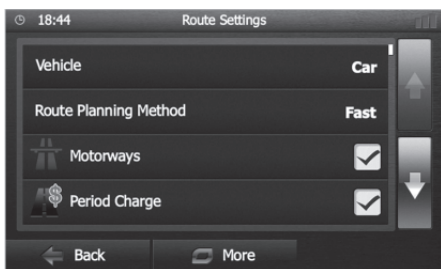 18:44 Route Settings
Vehicle Car
Route Planning Method Fast
Motorways
Period Charge
Back More